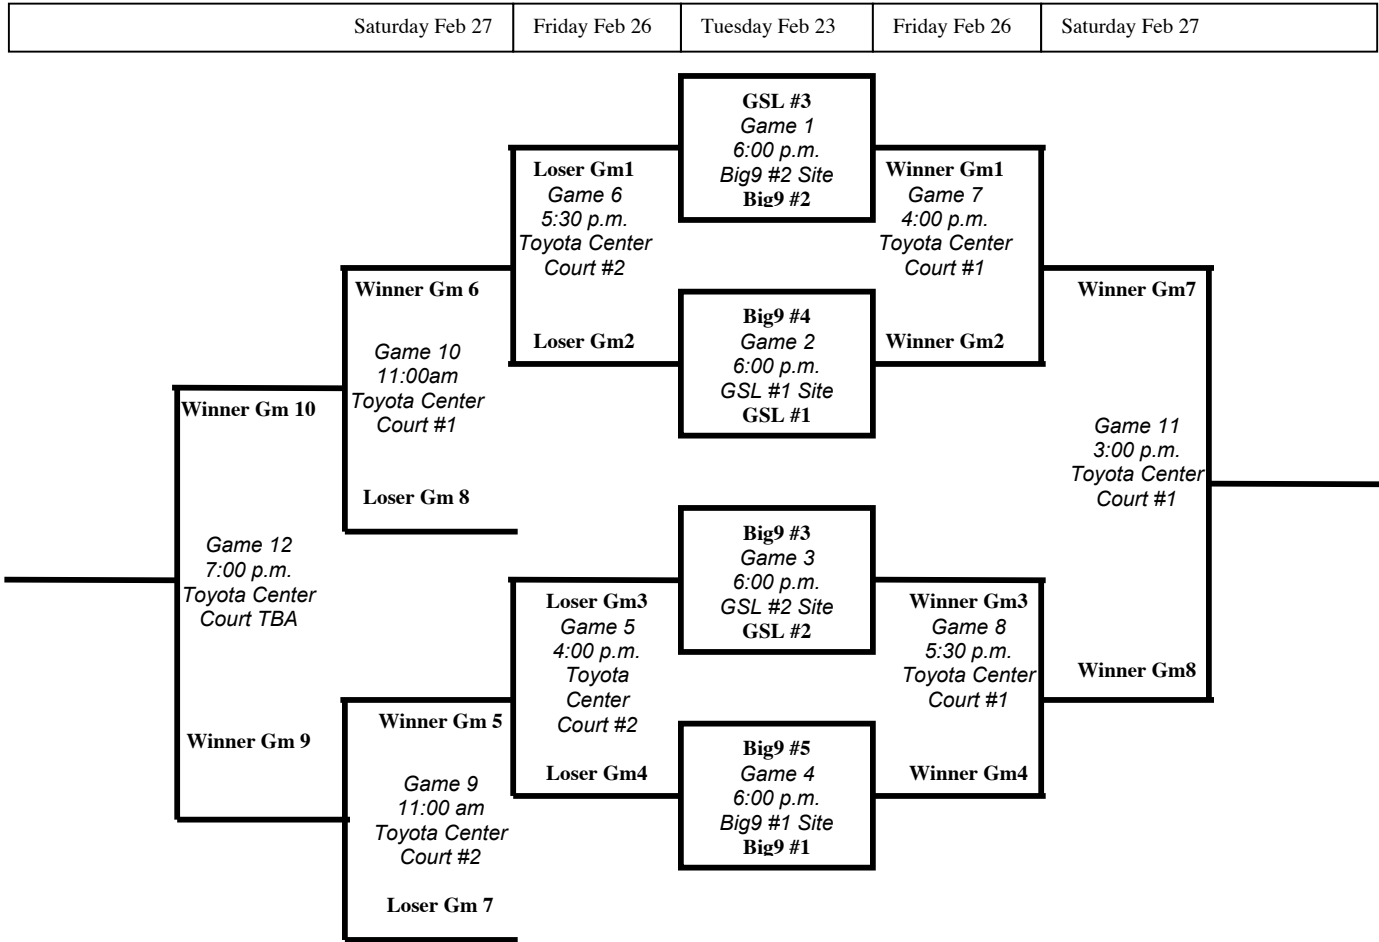 Saturday Feb 27
Friday Feb 26
Tuesday Feb 23
Friday Feb 26
Saturday Feb 27
GSL #3
Game 1
6:00 p.m.
Big9 #2 Site
Big9 #2
Loser Gm1
Game 6
5:30 p.m.
Toyota Center
Court #2
Loser Gm2
Winner Gm1
Game 7
4:00 p.m.
Toyota Center
Court #1
Winner Gm2
Big9 #4
Game 2
6:00 p.m.
GSL #1 Site
GSL #1
Winner Gm 6
Game 10
11:00am
Toyota Center
Court #1
Loser Gm 8
Winner Gm7
Game 11
3:00 p.m.
Toyota Center
Court #1
Winner Gm8
Winner Gm 10
Game 12
7:00 p.m.
Toyota Center
Court TBA
Winner Gm 9
Big9 #3
Game 3
6:00 p.m.
GSL #2 Site
GSL #2
Loser Gm3
Game 5
4:00 p.m.
Toyota
Center
Court #2
Loser Gm4
Winner Gm3
Game 8
5:30 p.m.
Toyota Center
Court #1
Winner Gm4
Big9 #5
Game 4
6:00 p.m.
Big9 #1 Site
Big9 #1
Winner Gm 5
Game 9
11:00 am
Toyota Center
Court #2
Loser Gm 7